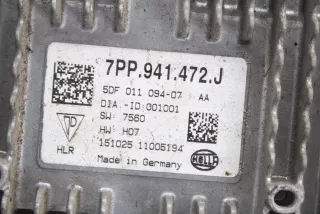 7PP.941.472.J
5DF 011 094-07 AA
DIA.-ID 001001
SW 7560
HW H07
HLR
151025 11005194
Made in Germany
HELLA